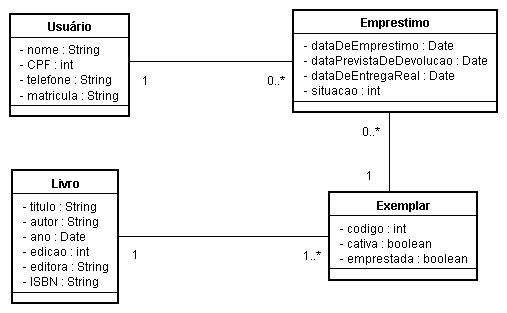 Usuário
- nome : String
- CPF : int
- telefone : String
- matricula : String
Emprestimo
- dataDeEmprestimo : Date
- dataPrevistaDeDevolucao : Date
- dataDeEntregaReal : Date
- situacao : int
1
0..*
0..*
1
Livro
- titulo : String
- autor : String
- ano : Date
- edicao : int
- editora : String
- ISBN : String
Exemplar
- codigo : int
- cativa : boolean
- emprestada : boolean
1
1..*